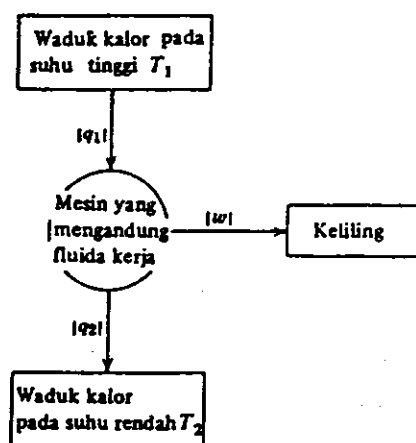 Waduk kalor pada
suhu tinggi T₁
|q₁|
Mesin yang
mengandung
fluida kerja
|w|
Keliling
|q₂|
Waduk kalor
pada suhu rendah T₂